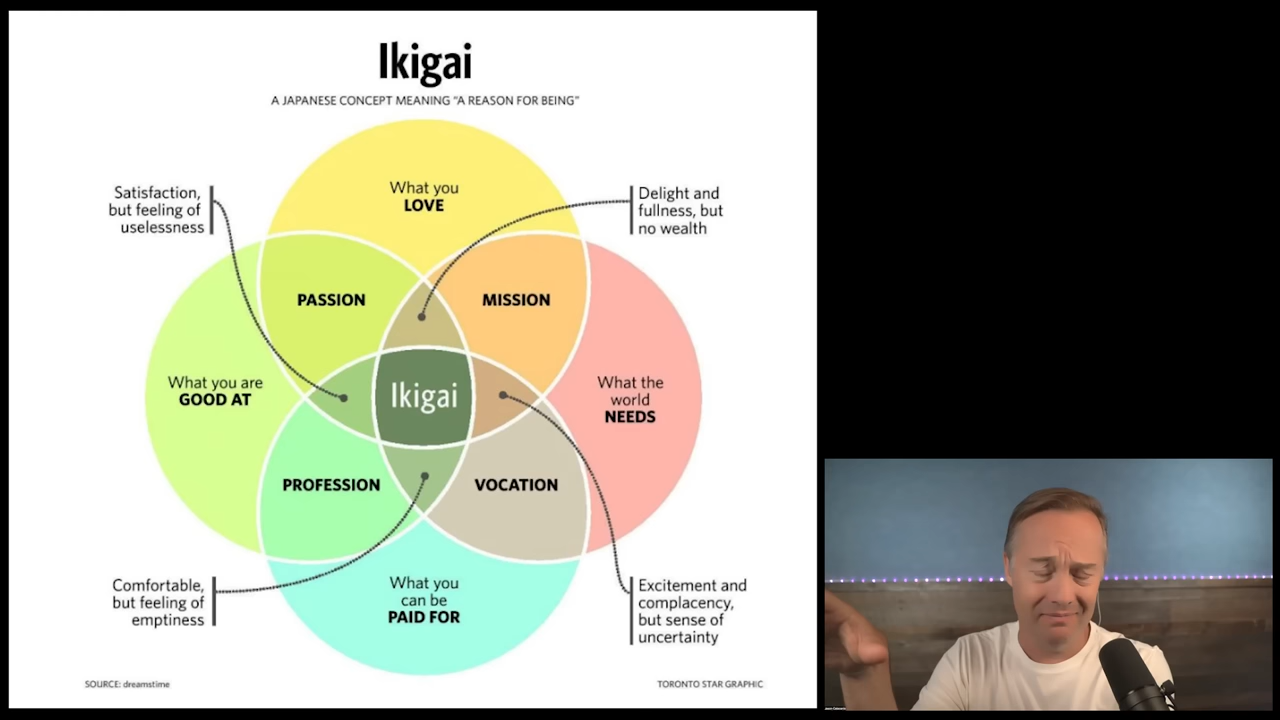 Ikigai
A JAPANESE CONCEPT MEANING “A REASON FOR BEING”
What you
LOVE
Satisfaction,
but feeling of
uselessness
Delight and
fullness, but
no wealth
PASSION
MISSION
What you are
GOOD AT
Ikigai
What the
world
NEEDS
PROFESSION
VOCATION
What you
can be
PAID FOR
Comfortable,
but feeling of
emptiness
Excitement and
complacency,
but sense of
uncertainty
SOURCE: dreamstime
TORONTO STAR GRAPHIC